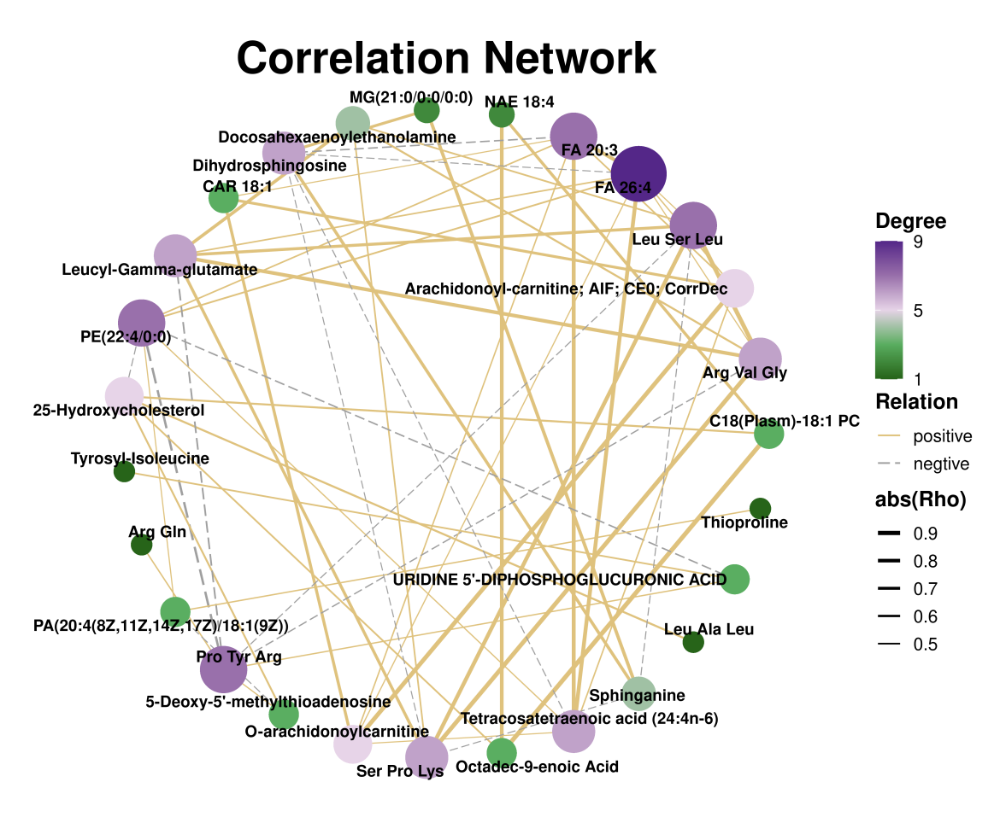 Correlation Network
MG(21:0/0:0/0:0)
NAE 18:4
Docosahexaenoylethanolamine
FA 20:3
Dihydrosphingosine
CAR 18:1
FA 26:4
Leu Ser Leu
Leucyl-Gamma-glutamate
Arachidonoyl-carnitine; AIF; CE0; CorrDec
PE(22:4/0:0)
Arg Val Gly
25-Hydroxycholesterol
C18(Plasm)-18:1 PC
Tyrosyl-Isoleucine
Thioproline
Arg Gln
URIDINE 5'-DIPHOSPHOGLUCURONIC ACID
PA(20:4(8Z,11Z,14Z,17Z)/18:1(9Z))
Leu Ala Leu
Pro Tyr Arg
Sphinganine
5-Deoxy-5'-methylthioadenosine
Tetracosatetraenoic acid (24:4n-6)
O-arachidonoylcarnitine
Octadec-9-enoic Acid
Ser Pro Lys
Degree
9
5
1
Relation
positive
negtive
abs(Rho)
0.9
0.8
0.7
0.6
0.5